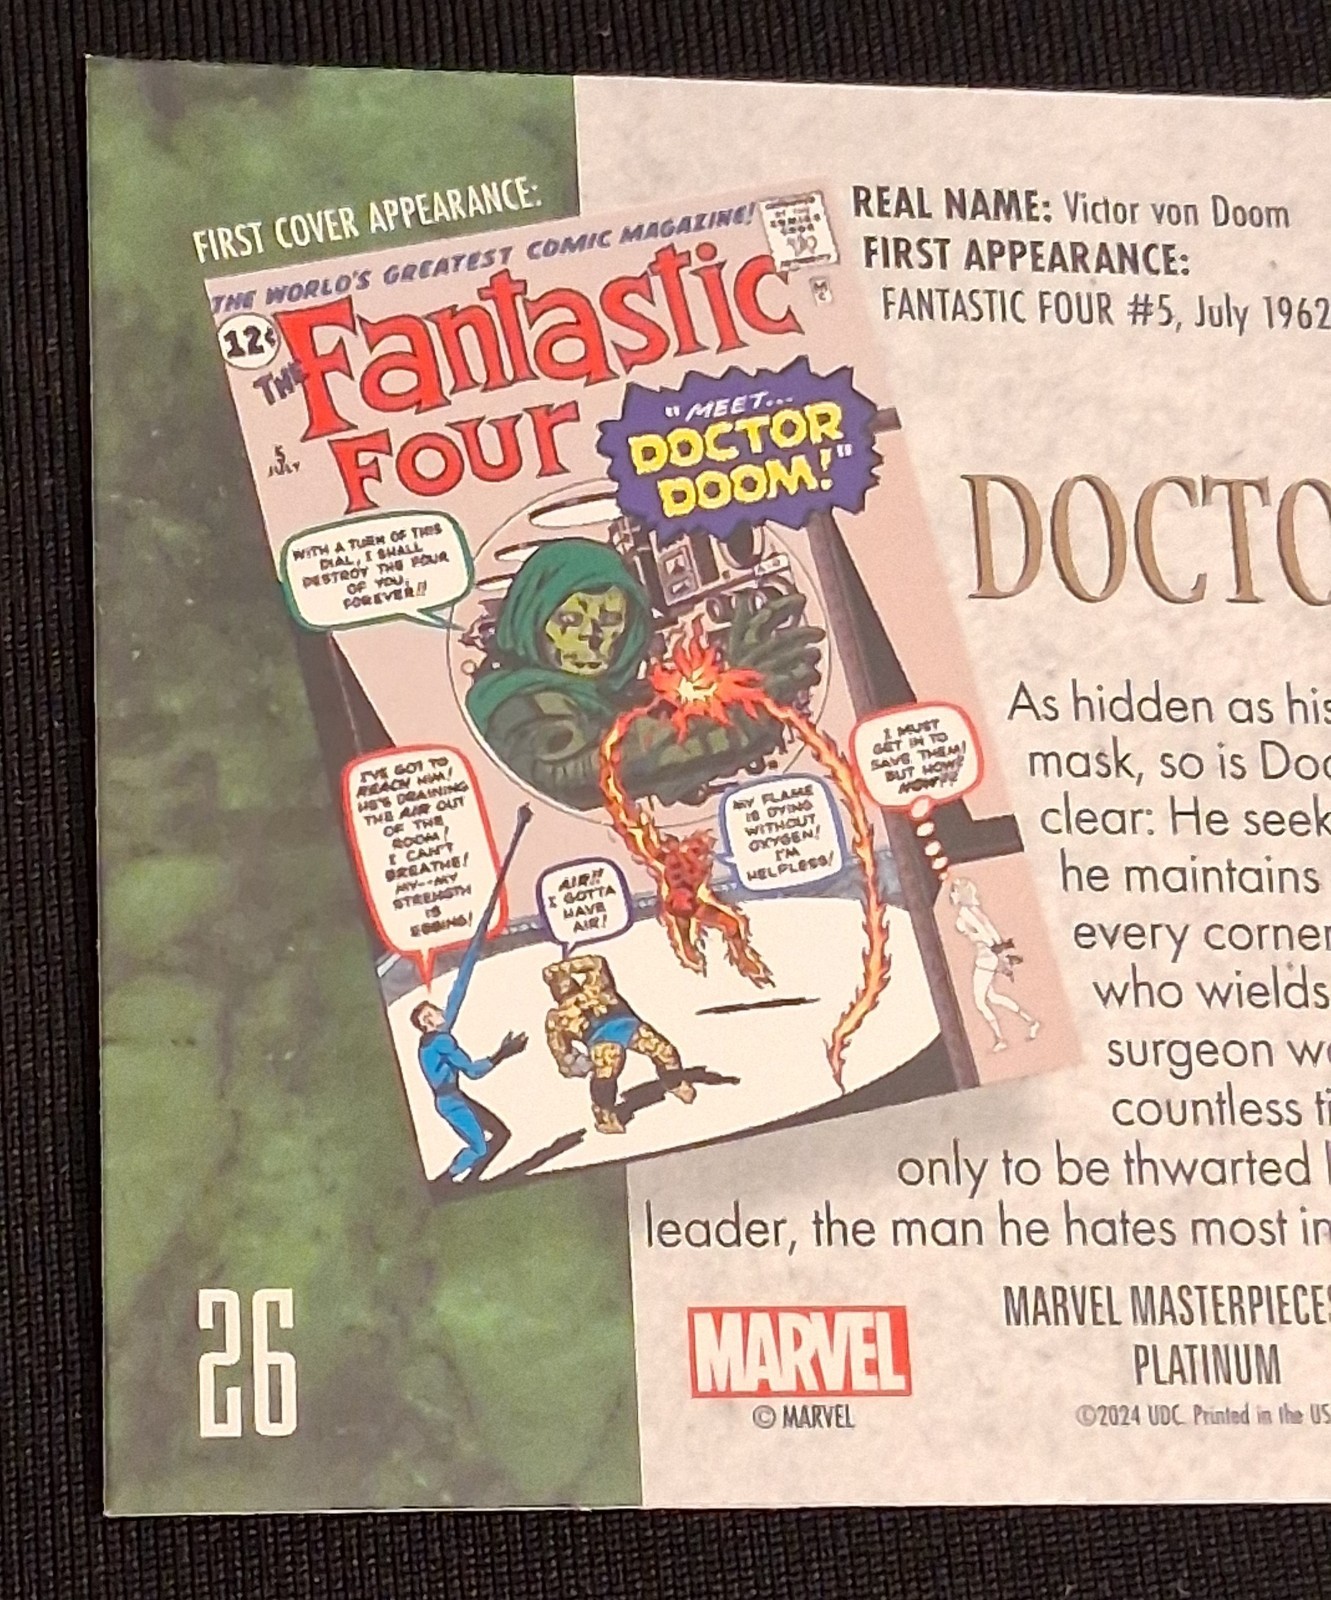 FIRST COVER APPEARANCE:
THE WORLD'S GREATEST COMIC MAGAZINE!
12¢
THE Fantastic
FOUR
5
JULY
"MEET...
DOCTOR
DOOM!"
WITH A TURN OF THIS
DIAL, I SHALL
DESTROY THE FOUR
OF YOU,
FOREVER!!
I'VE GOT TO
REACH HIM!
HE'S DRAINING
THE AIR OUT
OF THE
ROOM!
I CAN'T
BREATHE!
MY--MY
STRENGTH
IS
EBBING!
AIR!!
I GOTTA
HAVE
AIR!
MY FLAME
IS DYING
WITHOUT
OXYGEN!
I'M
HELPLESS!
I MUST
GET IN TO
SAVE THEM!
BUT HOW?
HOW??
REAL NAME: Victor von Doom
FIRST APPEARANCE:
FANTASTIC FOUR #5, July 1962
DOCTO
As hidden as his
mask, so is Doc
clear: He seek
he maintains
every corner
who wields
surgeon wo
countless ti
only to be thwarted
leader, the man he hates most in
26
MARVEL
© MARVEL
MARVEL MASTERPIECES
PLATINUM
©2024 UDC. Printed in the US